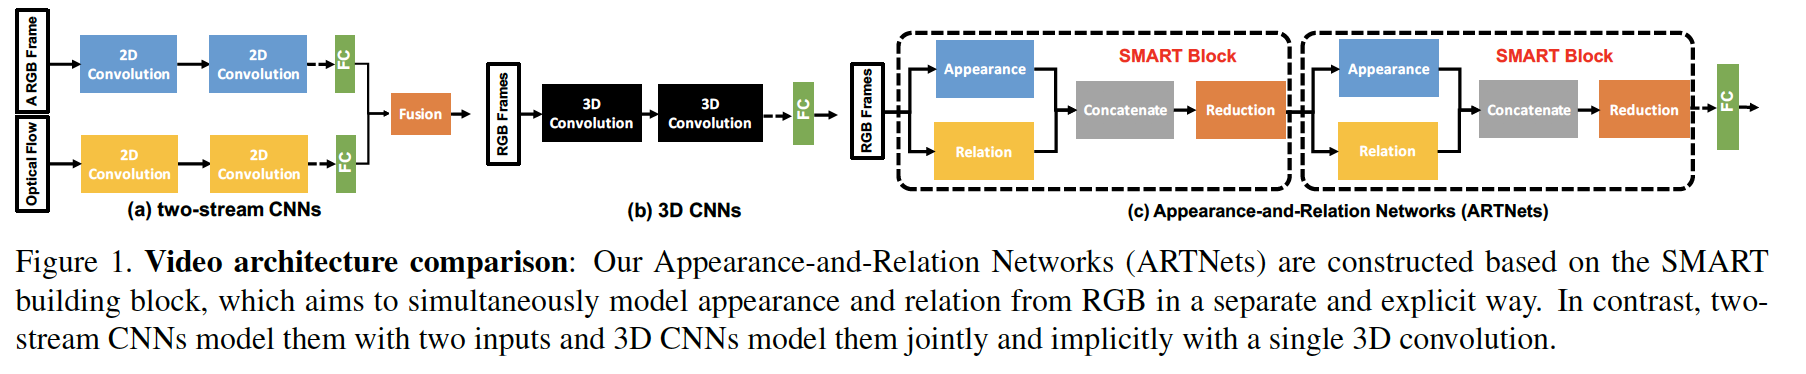 A RGB Frame
2D
Convolution
2D
Convolution
FC
Optical Flow
2D
Convolution
2D
Convolution
FC
Fusion
(a) two-stream CNNs
RGB Frames
3D
Convolution
3D
Convolution
FC
(b) 3D CNNs
RGB Frames
Appearance
Relation
SMART Block
Concatenate
Reduction
Appearance
Relation
SMART Block
Concatenate
Reduction
FC
(c) Appearance-and-Relation Networks (ARTNets)
Figure 1. Video architecture comparison: Our Appearance-and-Relation Networks (ARTNets) are constructed based on the SMART
building block, which aims to simultaneously model appearance and relation from RGB in a separate and explicit way. In contrast, two-
stream CNNs model them with two inputs and 3D CNNs model them jointly and implicitly with a single 3D convolution.